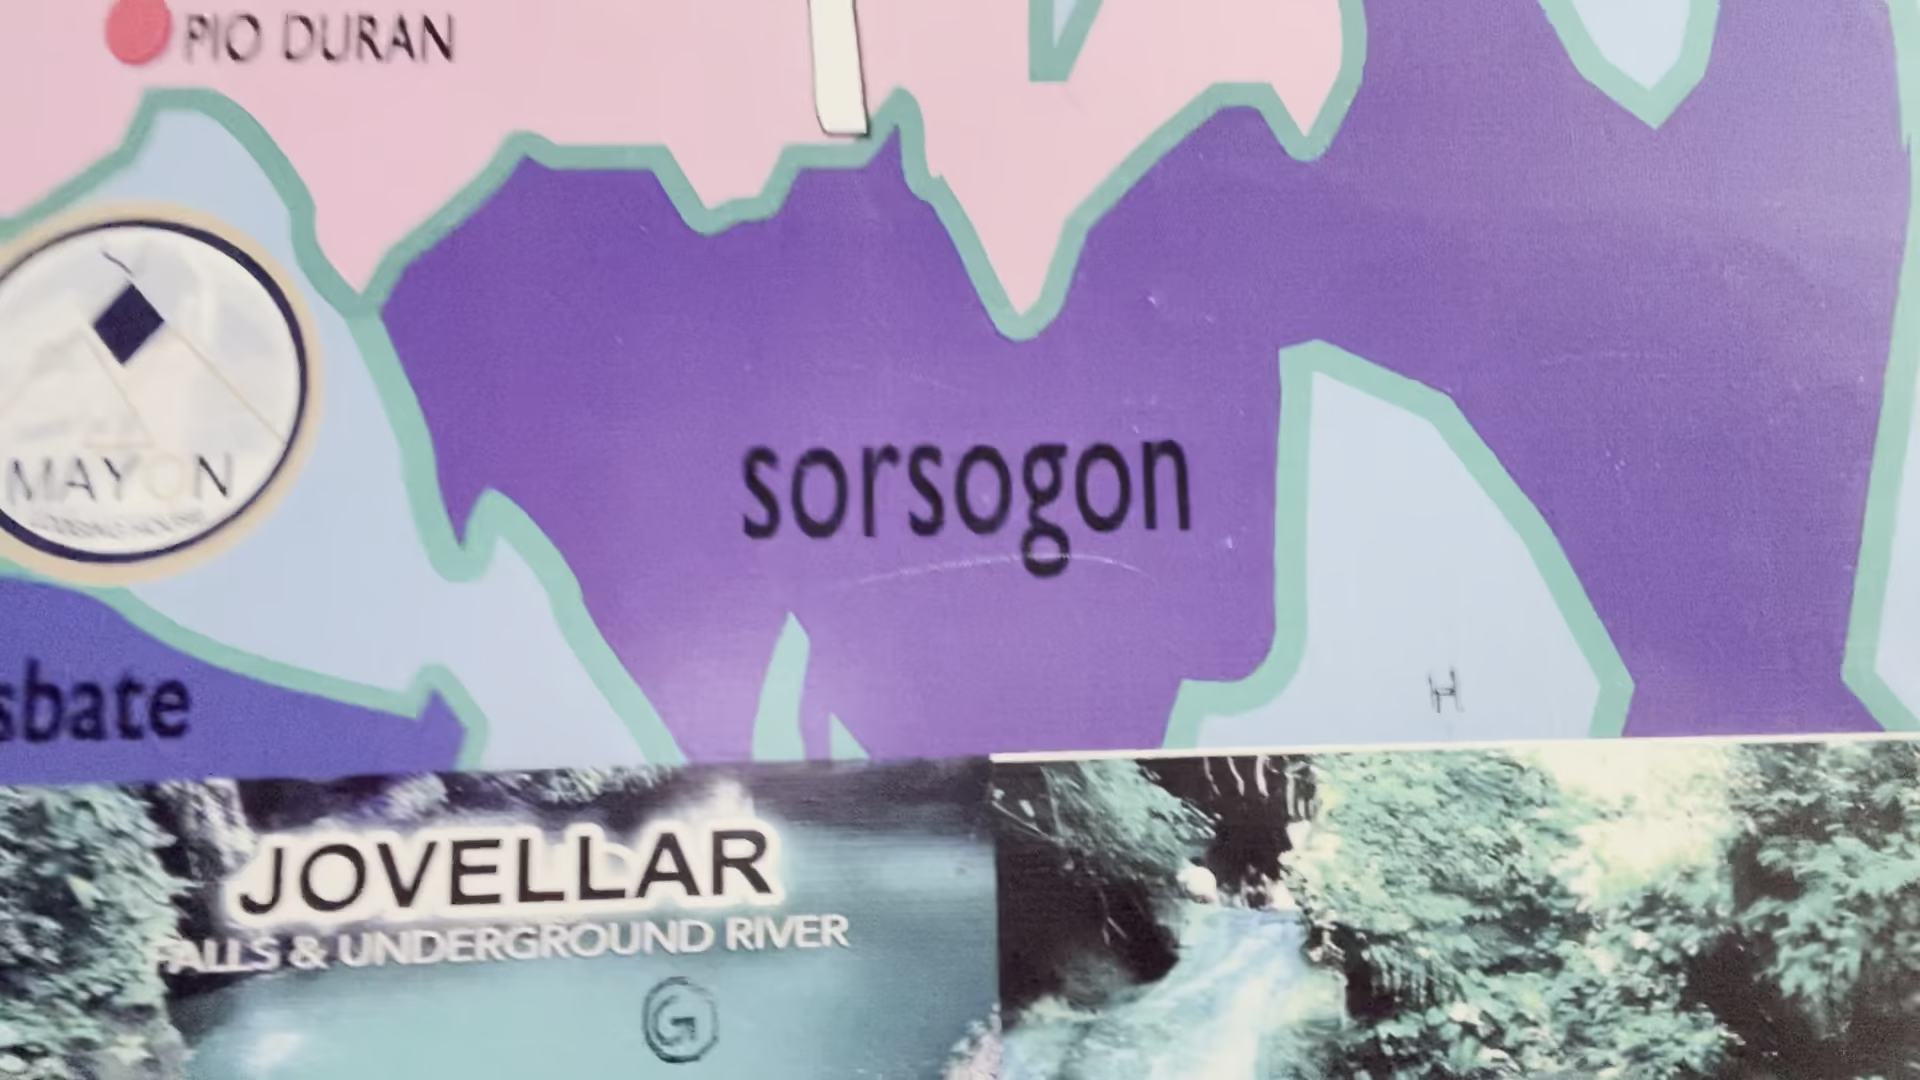 PIO DURAN
MAYON
sorsogon
sbate
H
JOVELLAR
FALLS & UNDERGROUND RIVER
G